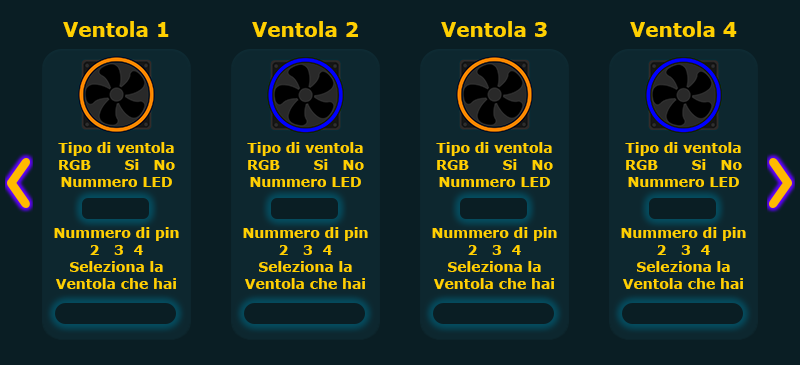 Ventola 1
Tipo di ventola
RGB Si No
Nummero LED
Nummero di pin
2 3 4
Seleziona la
Ventola che hai
Ventola 2
Tipo di ventola
RGB Si No
Nummero LED
Nummero di pin
2 3 4
Seleziona la
Ventola che hai
Ventola 3
Tipo di ventola
RGB Si No
Nummero LED
Nummero di pin
2 3 4
Seleziona la
Ventola che hai
Ventola 4
Tipo di ventola
RGB Si No
Nummero LED
Nummero di pin
2 3 4
Seleziona la
Ventola che hai